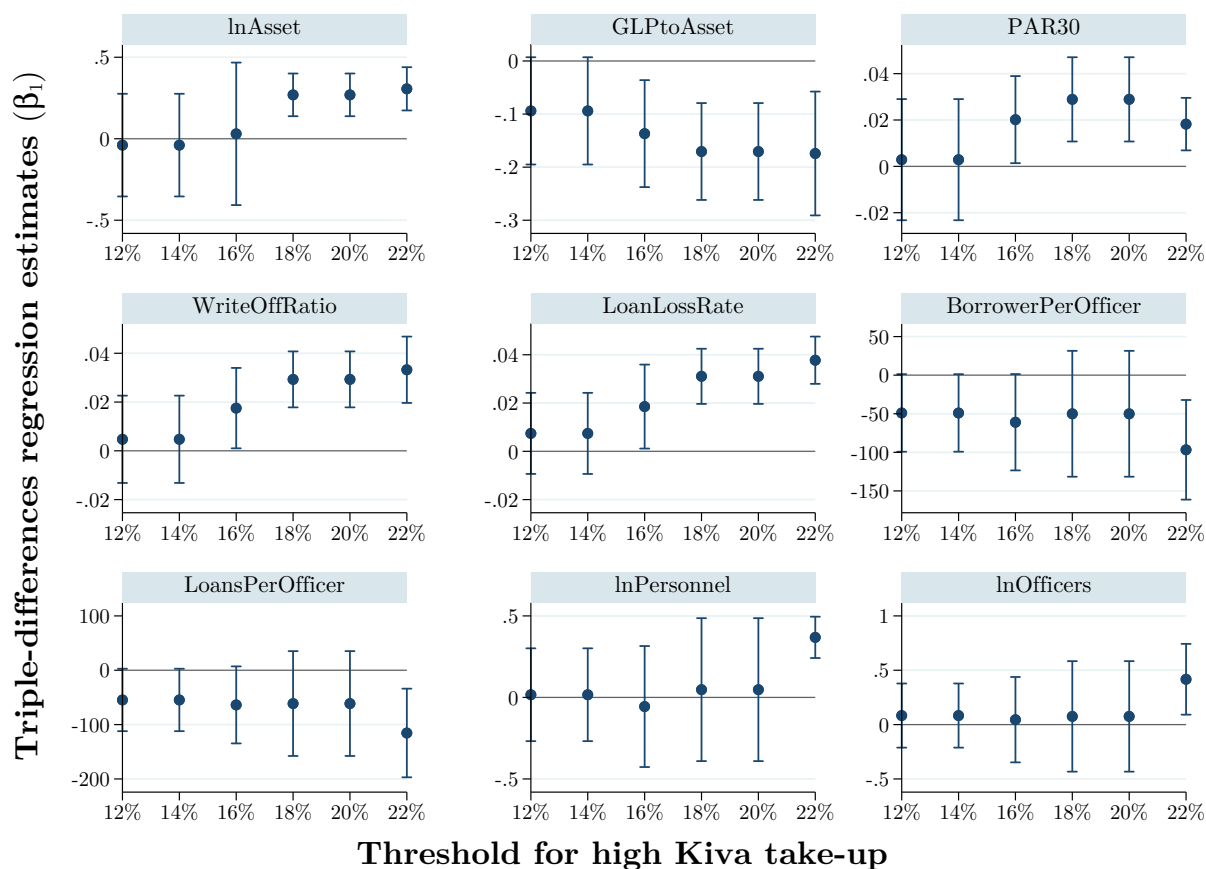 Triple-differences regression estimates (β₁)
lnAsset
.5
0
-.5
12% 14% 16% 18% 20% 22%
GLPtoAsset
0
-.1
-.2
-.3
12% 14% 16% 18% 20% 22%
PAR30
.04
.02
0
-.02
12% 14% 16% 18% 20% 22%
WriteOffRatio
.04
.02
0
-.02
12% 14% 16% 18% 20% 22%
LoanLossRate
.04
.02
0
-.02
12% 14% 16% 18% 20% 22%
BorrowerPerOfficer
50
0
-50
-100
-150
12% 14% 16% 18% 20% 22%
LoansPerOfficer
100
0
-100
-200
12% 14% 16% 18% 20% 22%
lnPersonnel
.5
0
-.5
12% 14% 16% 18% 20% 22%
lnOfficers
1
.5
0
-.5
12% 14% 16% 18% 20% 22%
Threshold for high Kiva take-up